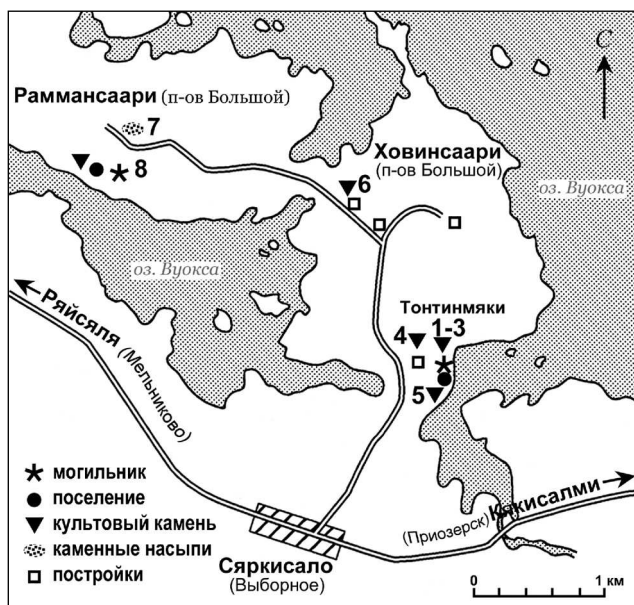 С
Раммансаари (п-ов Большой)
7
8
6
Ховинсаари
(п-ов Большой)
оз. Вуокса
оз. Вуокса
Тонтинмяки
4
1-3
5
Ряйсяля (Мельниково)
Кякисалми
(Приозерск)
Сяркисало
(Выборное)
могильник
поселение
культовый камень
каменные насыпи
постройки
0 1 км